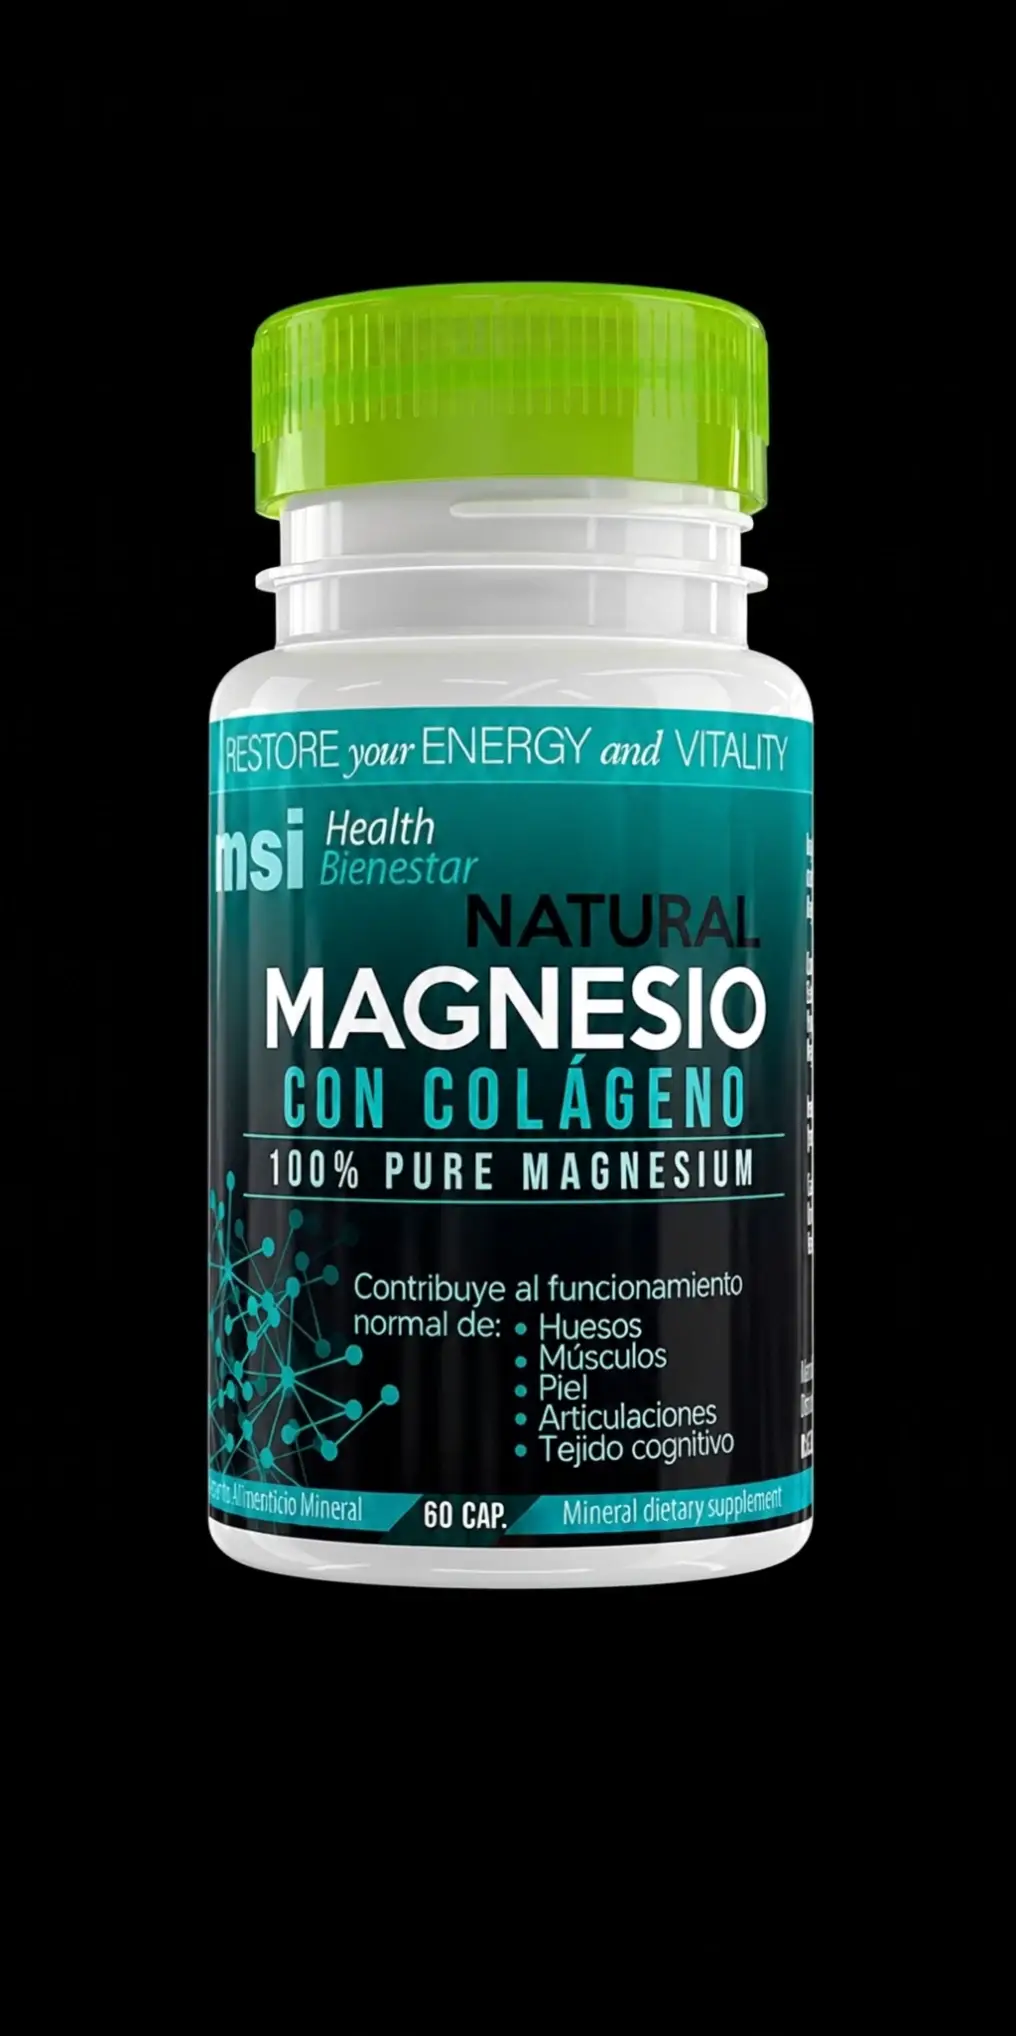 RESTORE your ENERGY and VITALITY
msi Health
Bienestar
NATURAL
MAGNESIO
CON COLÁGENO
100% PURE MAGNESIUM
Contribuye al funcionamiento
normal de: • Huesos
• Músculos
• Piel
• Articulaciones
• Tejido cognitivo
Alimenticio Mineral 60 CAP. Mineral dietary supplement